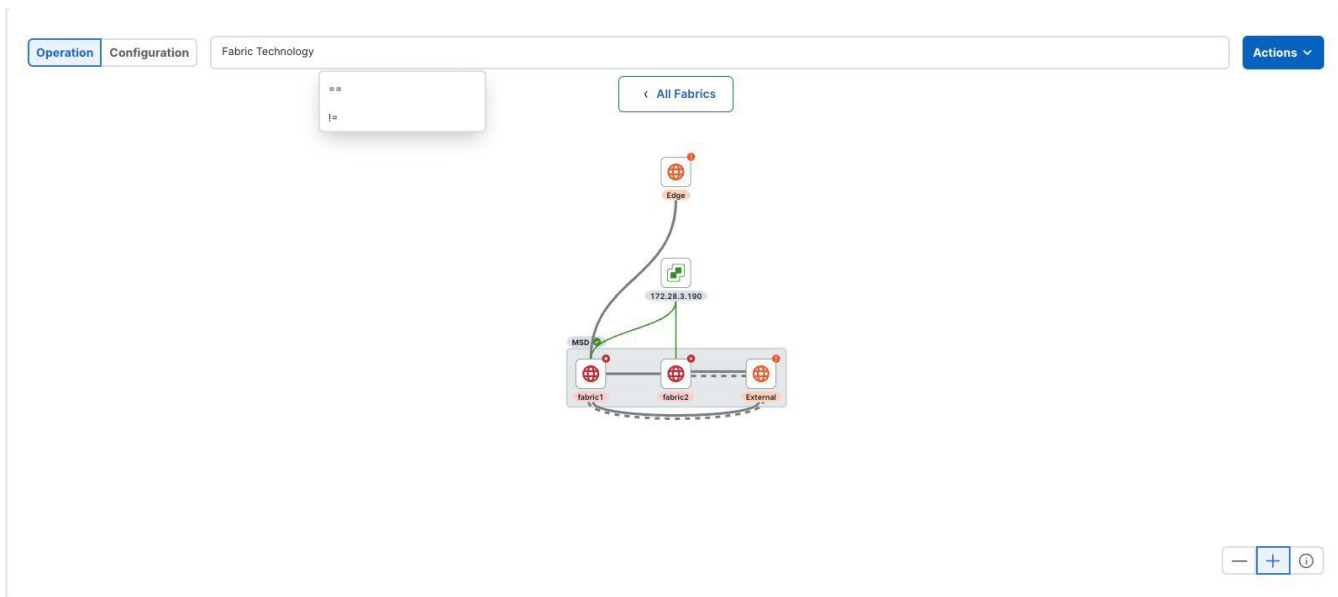 Operation
Configuration
Fabric Technology
Actions
==
!=
All Fabrics
Edge
172.28.3.190
MSD
fabric1
fabric2
External